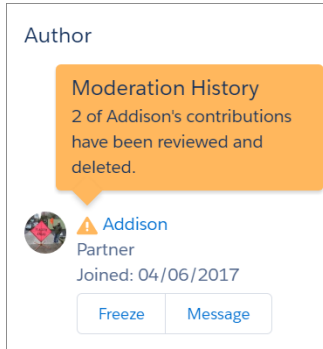 Author
Moderation History
2 of Addison's contributions
have been reviewed and
deleted.
Addison
Partner
Joined: 04/06/2017
Freeze
Message